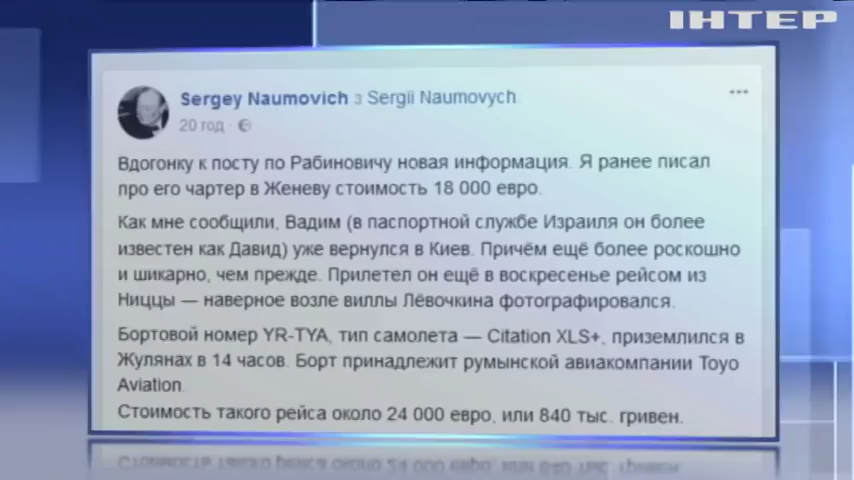 ІНТЕР
Sergey Naumovich з Sergii Naumovych.
20 год
Вдогонку к посту по Рабиновичу новая информация. Я ранее писал
про его чартер в Женеву стоимость 18 000 евро.
Как мне сообщили, Вадим (в паспортной службе Израиля он более
известен как Давид) уже вернулся в Киев. Причём ещё более роскошно
и шикарно, чем прежде. Прилетел он ещё в воскресенье рейсом из
Ниццы — наверное возле виллы Лёвочкина фотографировался.
Бортовой номер YR-TYA, тип самолета — Citation XLS+, приземлился в
Жулянах в 14 часов. Борт принадлежит румынской авиакомпании Toyo
Aviation.
Стоимость такого рейса около 24 000 евро, или 840 тыс. гривен.